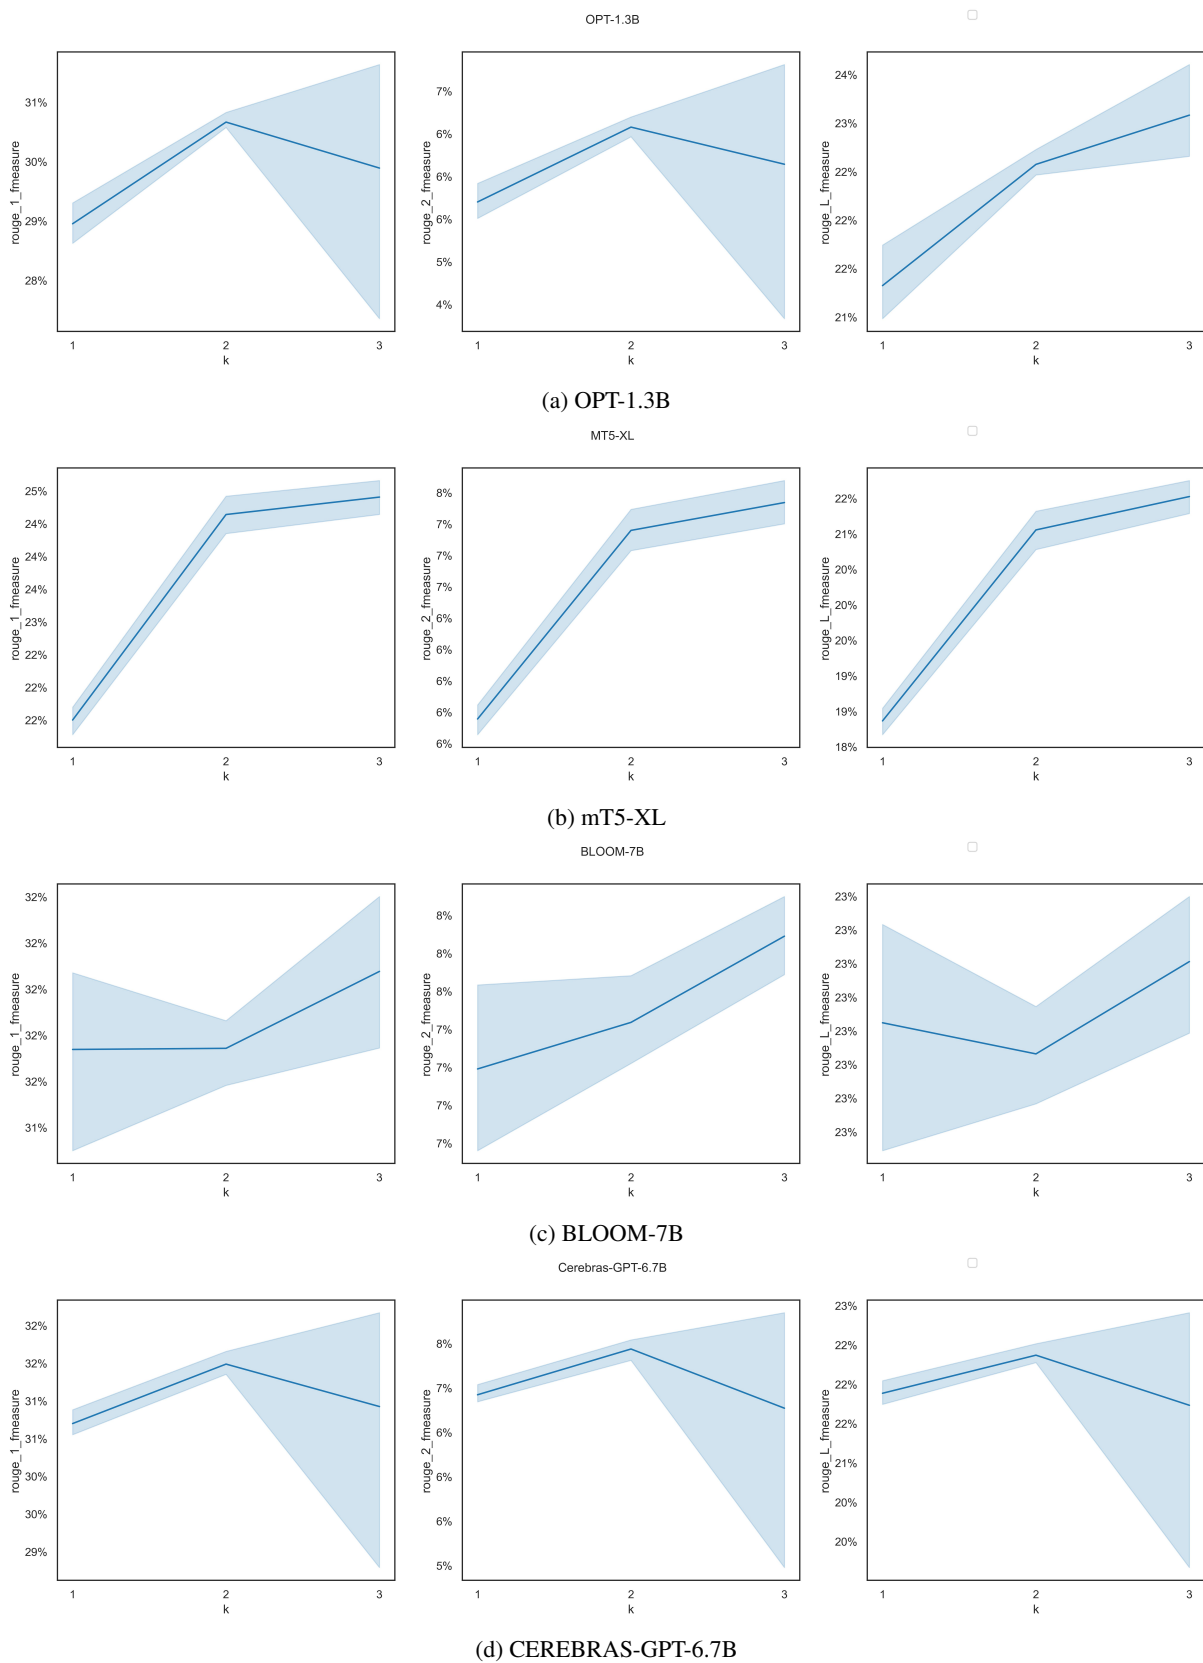 OPT-1.3B
rouge_1_fmeasure
31%
30%
29%
28%
1 2 3
k
rouge_2_fmeasure
7%
6%
6%
6%
5%
4%
1 2 3
k
rouge_L_fmeasure
24%
23%
22%
22%
22%
21%
1 2 3
k
(a) OPT-1.3B
MT5-XL
rouge_1_fmeasure
25%
24%
24%
24%
23%
22%
22%
22%
1 2 3
k
rouge_2_fmeasure
8%
7%
7%
7%
6%
6%
6%
6%
6%
1 2 3
k
rouge_L_fmeasure
22%
21%
20%
20%
20%
19%
19%
18%
1 2 3
k
(b) mT5-XL
BLOOM-7B
rouge_1_fmeasure
32%
32%
32%
32%
32%
31%
1 2 3
k
rouge_2_fmeasure
8%
8%
8%
7%
7%
7%
7%
1 2 3
k
rouge_L_fmeasure
23%
23%
23%
23%
23%
23%
23%
23%
1 2 3
k
(c) BLOOM-7B
Cerebras-GPT-6.7B
rouge_1_fmeasure
32%
32%
31%
31%
30%
30%
29%
1 2 3
k
rouge_2_fmeasure
8%
7%
6%
6%
6%
5%
1 2 3
k
rouge_L_fmeasure
23%
22%
22%
22%
21%
20%
20%
1 2 3
k
(d) CEREBRAS-GPT-6.7B